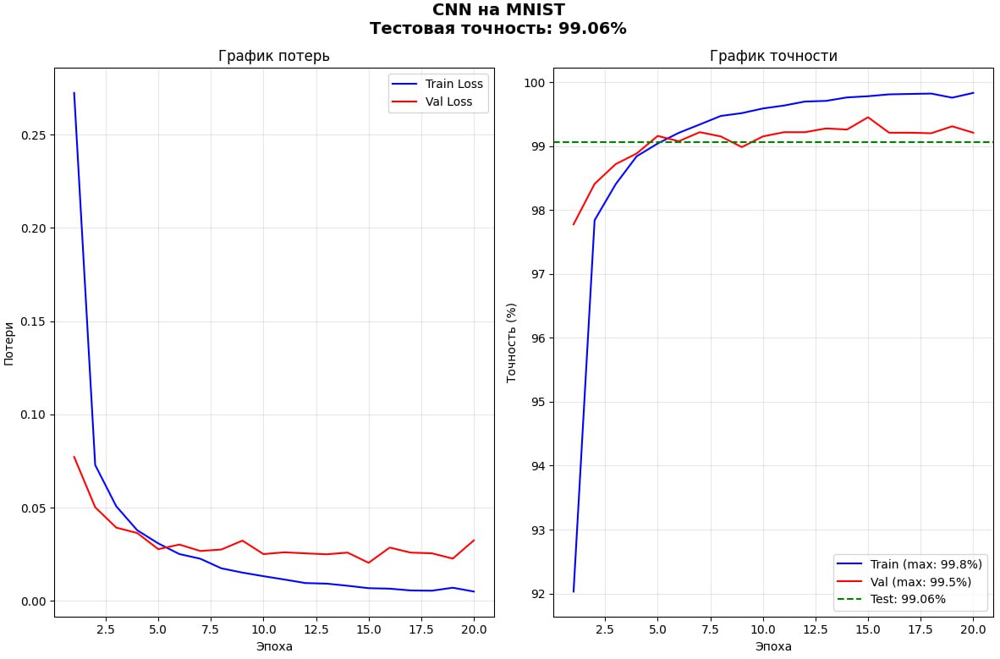 CNN на MNIST
Тестовая точность: 99.06%
График потерь
Train Loss
Val Loss
0.25
0.20
0.15
0.10
0.05
0.00
Потери
2.5 5.0 7.5 10.0 12.5 15.0 17.5 20.0
Эпоха
График точности
100
99
98
97
96
95
94
93
92
Точность (%)
Train (max: 99.8%)
Val (max: 99.5%)
Test: 99.06%
2.5 5.0 7.5 10.0 12.5 15.0 17.5 20.0
Эпоха